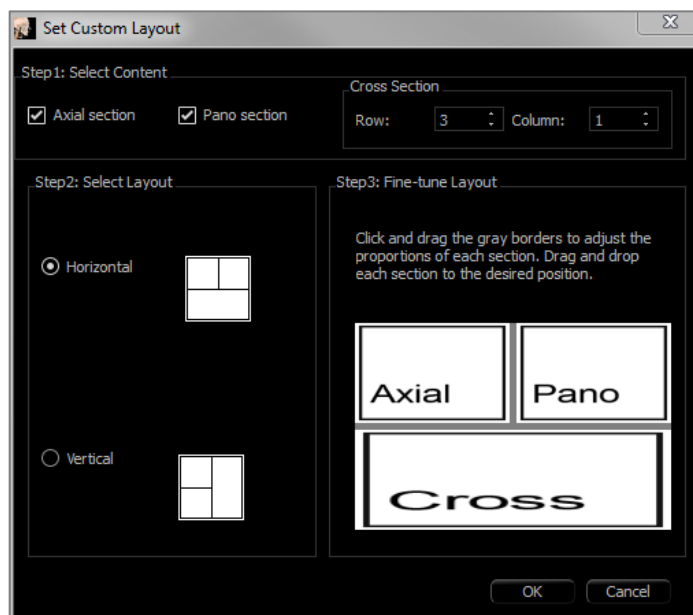 Set Custom Layout
Step1: Select Content
Axial section
Pano section
Cross Section
Row: 3 Column: 1
Step2: Select Layout
Horizontal
Vertical
Step3: Fine-tune Layout
Click and drag the gray borders to adjust the
proportions of each section. Drag and drop
each section to the desired position.
Axial
Pano
Cross
OK
Cancel